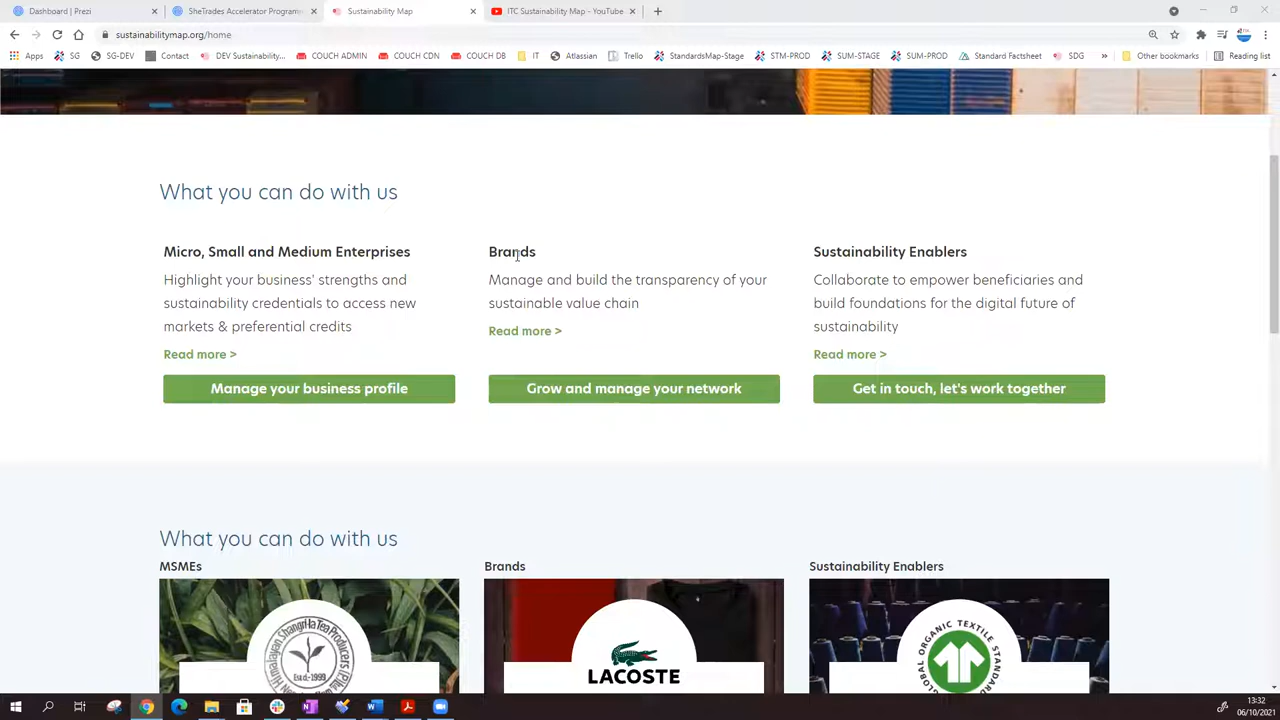 Dashboard | Prezi
SheTrades Accelerator Program
Sustainability Map
ITC Sustainability Map - YouTube
sustainabilitymap.org/home
Apps
SG
SG-DEV
Contact
DEV Sustainability...
COUCH ADMIN
COUCH CDN
COUCH DB
IT
Atlassian
Trello
StandardsMap-Stage
STM-PROD
SUM-STAGE
SUM-PROD
Standard Factsheet
SDG
Other bookmarks
Reading list
What you can do with us
Micro, Small and Medium Enterprises
Highlight your business' strengths and
sustainability credentials to access new
markets & preferential credits
Read more >
Manage your business profile
Brands
Manage and build the transparency of your
sustainable value chain
Read more >
Grow and manage your network
Sustainability Enablers
Collaborate to empower beneficiaries and
build foundations for the digital future of
sustainability
Read more >
Get in touch, let's work together
What you can do with us
MSMEs
Brands
LACOSTE
Sustainability Enablers
GLOBAL ORGANIC TEXTILE STANDARD
13:32
06/10/2021